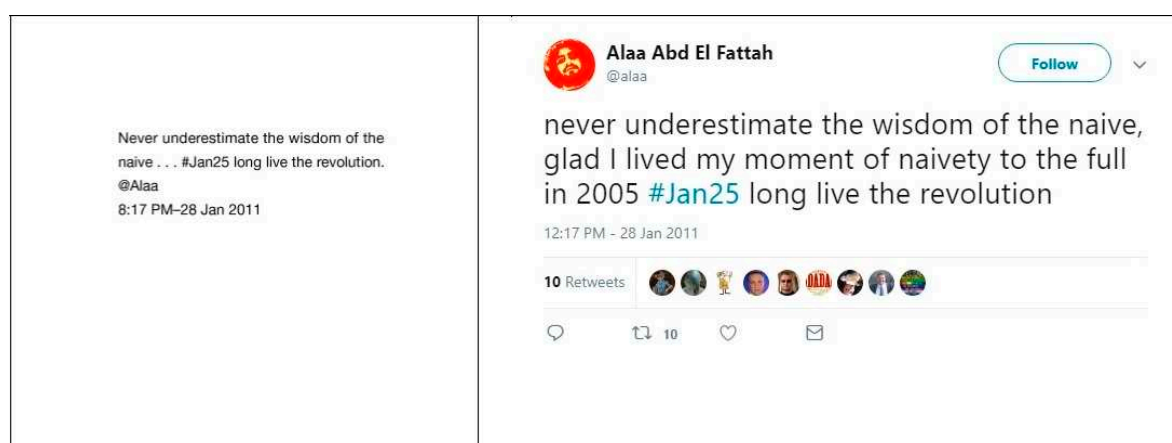 Never underestimate the wisdom of the
naive . . . #Jan25 long live the revolution.
@Alaa
8:17 PM–28 Jan 2011
Alaa Abd El Fattah
@alaa
Follow
never underestimate the wisdom of the naive,
glad I lived my moment of naivety to the full
in 2005 #Jan25 long live the revolution
12:17 PM - 28 Jan 2011
10 Retweets
DADA
10